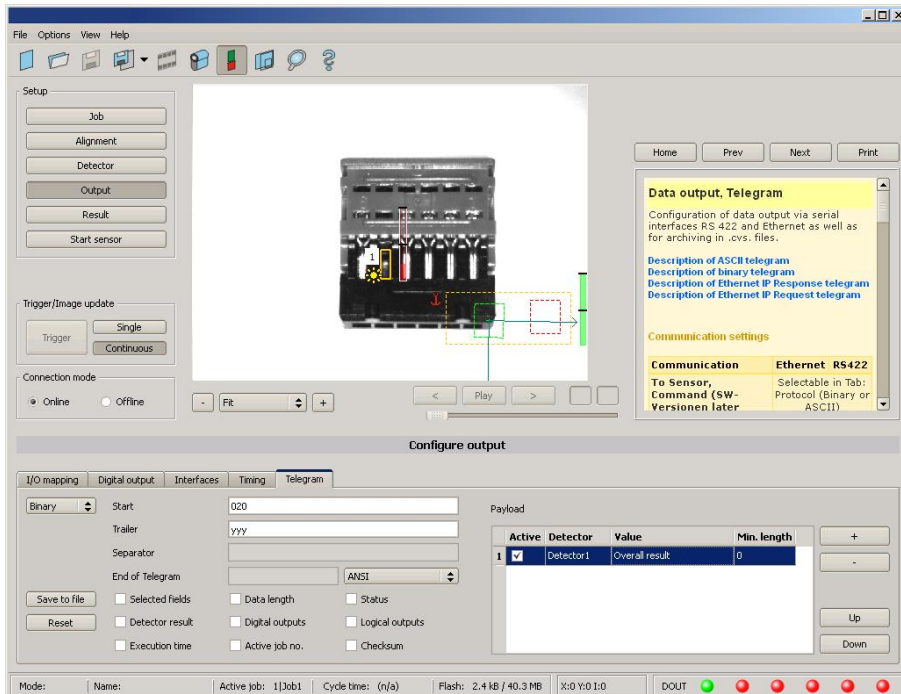 File Options View Help
Setup
Job
Alignment
Detector
Output
Result
Start sensor
Trigger/Image update
Trigger
Single
Continuous
Connection mode
Online Offline
1
- Fit +
< Play >
Home Prev Next Print
Data output, Telegram
Configuration of data output via serial
interfaces RS 422 and Ethernet as well as
for archiving in .cvs. files.
Description of ASCII telegram
Description of binary telegram
Description of Ethernet IP Response telegram
Description of Ethernet IP Request telegram
Communication settings
Communication Ethernet RS422
To Sensor, Selectable in Tab:
Command (SW- Protocol (Binary or
Versionen later ASCII)
Configure output
I/O mapping Digital output Interfaces Timing Telegram
Binary Start 020
Trailer yyy
Separator
End of Telegram ANSI
Save to file Selected fields Data length Status
Reset Detector result Digital outputs Logical outputs
Execution time Active job no. Checksum
Payload
Active Detector Value Min. length
1 Detector1 Overall result 0
+
-
Up
Down
Mode: Name: Active job: 1|Job1 Cycle time: (n/a) Flash: 2.4 kB / 40.3 MB X:0 Y:0 I:0 DOUT